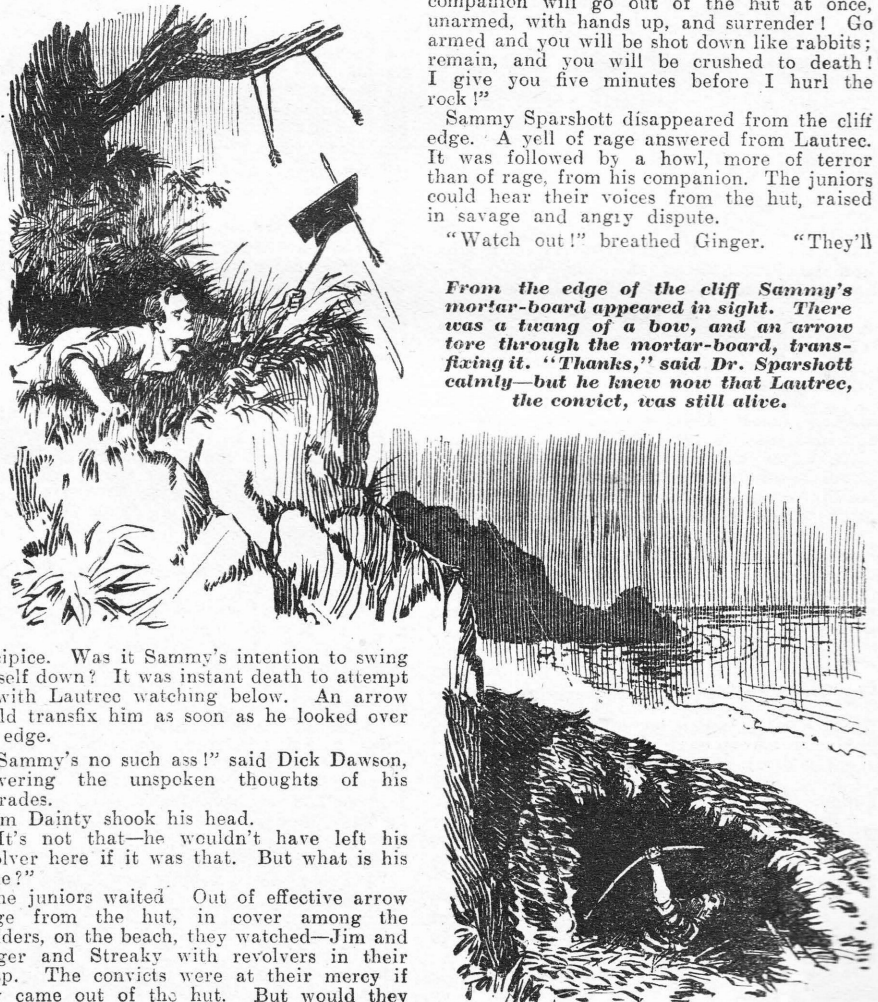 ipice. Was it Sammy's intention to swing
self down? It was instant death to attempt
with Lautrec watching below. An arrow
ld transfix him as soon as he looked over
edge.
Sammy's no such ass!" said Dick Dawson,
vering the unspoken thoughts of his
rades.
m Dainty shook his head.
It's not that—he wouldn't have left his
olver here if it was that. But what is his
e?"
he juniors waited Out of effective arrow
ge from the hut, in cover among the
lders, on the beach, they watched—Jim and
ger and Streaky with revolvers in their
sp. The convicts were at their mercy if
came out of the hut. But would they
companion will go out of the hut at once,
unarmed, with hands up, and surrender! Go
armed and you will be shot down like rabbits;
remain, and you will be crushed to death!
I give you five minutes before I hurl the
rock!"
Sammy Sparshott disappeared from the cliff
edge. A yell of rage answered from Lautrec.
It was followed by a howl, more of terror
than of rage, from his companion. The juniors
could hear their voices from the hut, raised
in savage and angry dispute.
"Watch out!" breathed Ginger. "They'll
From the edge of the cliff Sammy's
mortar-board appeared in sight. There
was a twang of a bow, and an arrow
tore through the mortar-board, trans-
fixing it. "Thanks," said Dr. Sparshott
calmly—but he knew now that Lautrec,
the convict, was still alive.